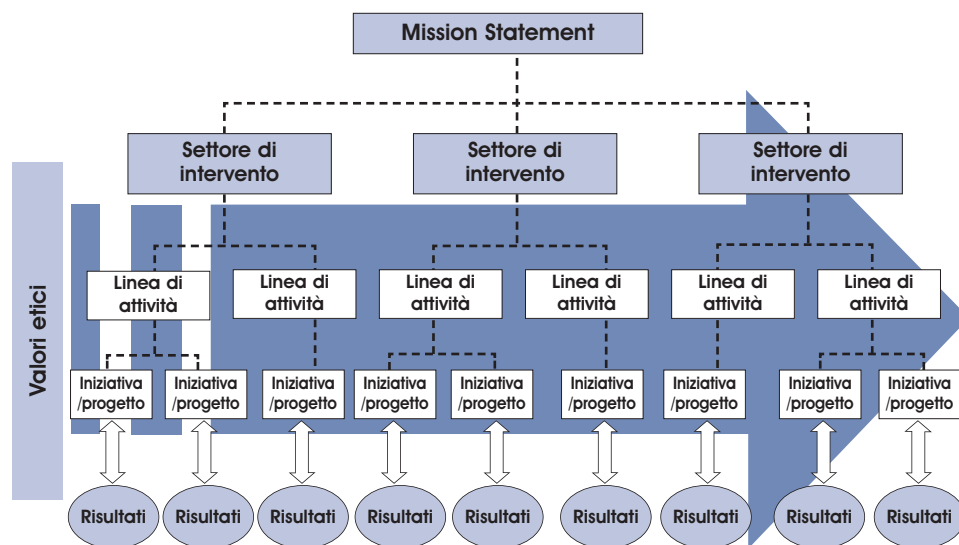 Mission Statement
Settore di
intervento
Settore di
intervento
Settore di
intervento
Valori etici
Linea di
attività
Linea di
attività
Linea di
attività
Linea di
attività
Linea di
attività
Linea di
attività
Iniziativa
/progetto
Iniziativa
/progetto
Iniziativa
/progetto
Iniziativa
/progetto
Iniziativa
/progetto
Iniziativa
/progetto
Iniziativa
/progetto
Iniziativa
/progetto
Iniziativa
/progetto
Risultati
Risultati
Risultati
Risultati
Risultati
Risultati
Risultati
Risultati
Risultati